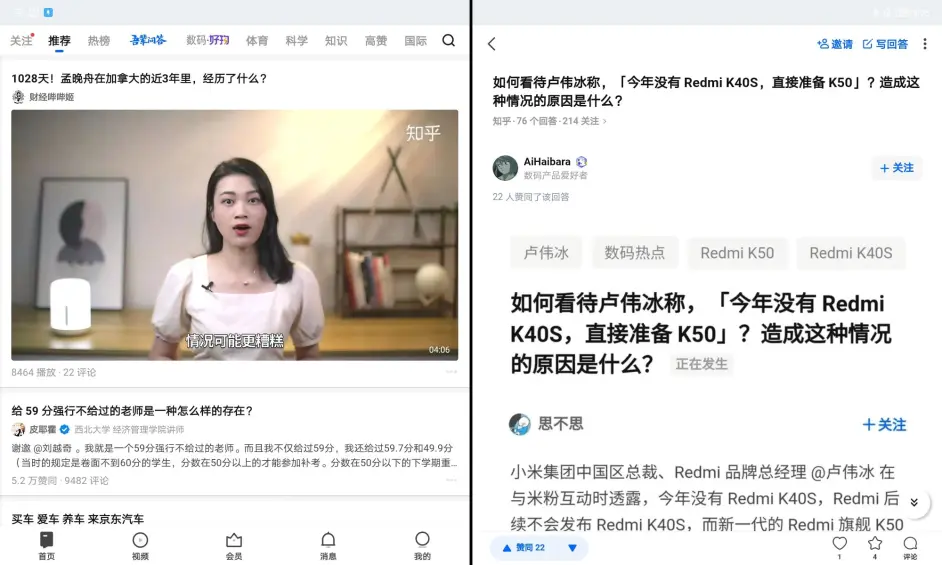 关注
推荐
热榜
吾辈问答
数码·好物
体育
科学
知识
高赞
国际
1028天！孟晚舟在加拿大的近3年里，经历了什么？
财经哔哔姬
知乎
情况可能更糟糕
04:06
8464 播放 · 22 评论
给 59 分强行不给过的老师是一种怎么样的存在？
皮耶霍
西北大学 经济管理学院讲师
谢邀 @刘越奇 。我就是一个59分强行不给过的老师。而且我不仅给过59分，我还给过59.7分和49.9分
（当时的规定是卷面不到60分的学生，分数在50分以上的才能参加补考。分数在50分以下的下学期重...
5.2 万赞同 · 9482 评论
买车 爱车 养车 来京东汽车
首页
视频
会员
消息
我的
邀请
写回答
如何看待卢伟冰称，「今年没有 Redmi K40S，直接准备 K50」？造成这
种情况的原因是什么？
知乎 · 76 个回答 · 214 关注 >
AiHaibara
数码产品爱好者
+ 关注
22 人赞同了该回答
卢伟冰
数码热点
Redmi K50
Redmi K40S
如何看待卢伟冰称，「今年没有 Redmi
K40S，直接准备 K50」？造成这种情况
的原因是什么？ 正在发生
思不思
+关注
小米集团中国区总裁、Redmi 品牌总经理 @卢伟冰 在
与米粉互动时透露，今年没有 Redmi K40S，Redmi 后
续不会发布 Redmi K40S，而新一代的 Redmi 旗舰 K50
赞同 22
1
4
评论